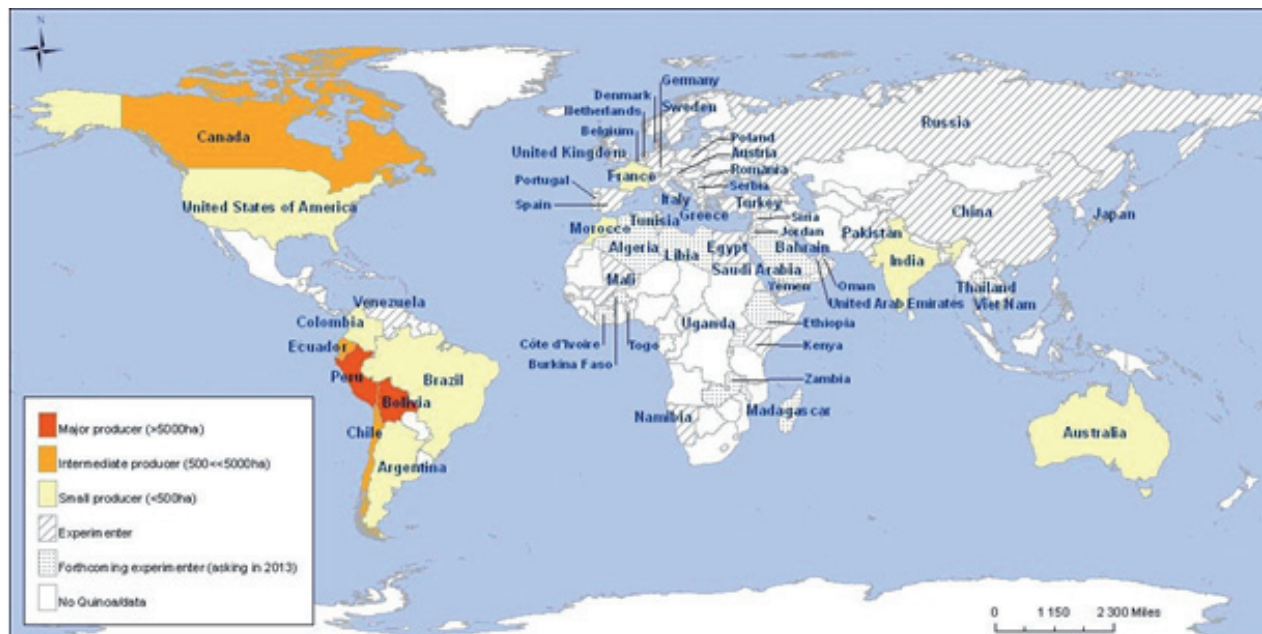 N
Germany
Denmark
Netherlands
Sweden
Russia
Canada
Belgium
Poland
United Kingdom
Austria
France
Romania
Portugal
Serbia
United States of America
Spain
Italy
Turkey
China
Tunisia
Greece
Siria
Japan
Morocco
Jordan
Pakistan
Algeria
Libia
Egypt
Bahrain
India
Mali
Saudi Arabia
Yemen
Oman
Thailand
Venezuela
United Arab Emirates
Viet Nam
Colombia
Uganda
Ethiopia
Ecuador
Côte d'Ivoire
Togo
Kenya
Burkina Faso
Peru
Brazil
Zambia
Bolivia
Madagascar
Namibia
Chile
Australia
Argentina
Major producer (>5000ha)
Intermediate producer (500<<5000ha)
Small producer (<500ha)
Experimenter
Forthcoming experimenter (asking in 2013)
No Quinoa/data
0 1 150 2 300 Miles